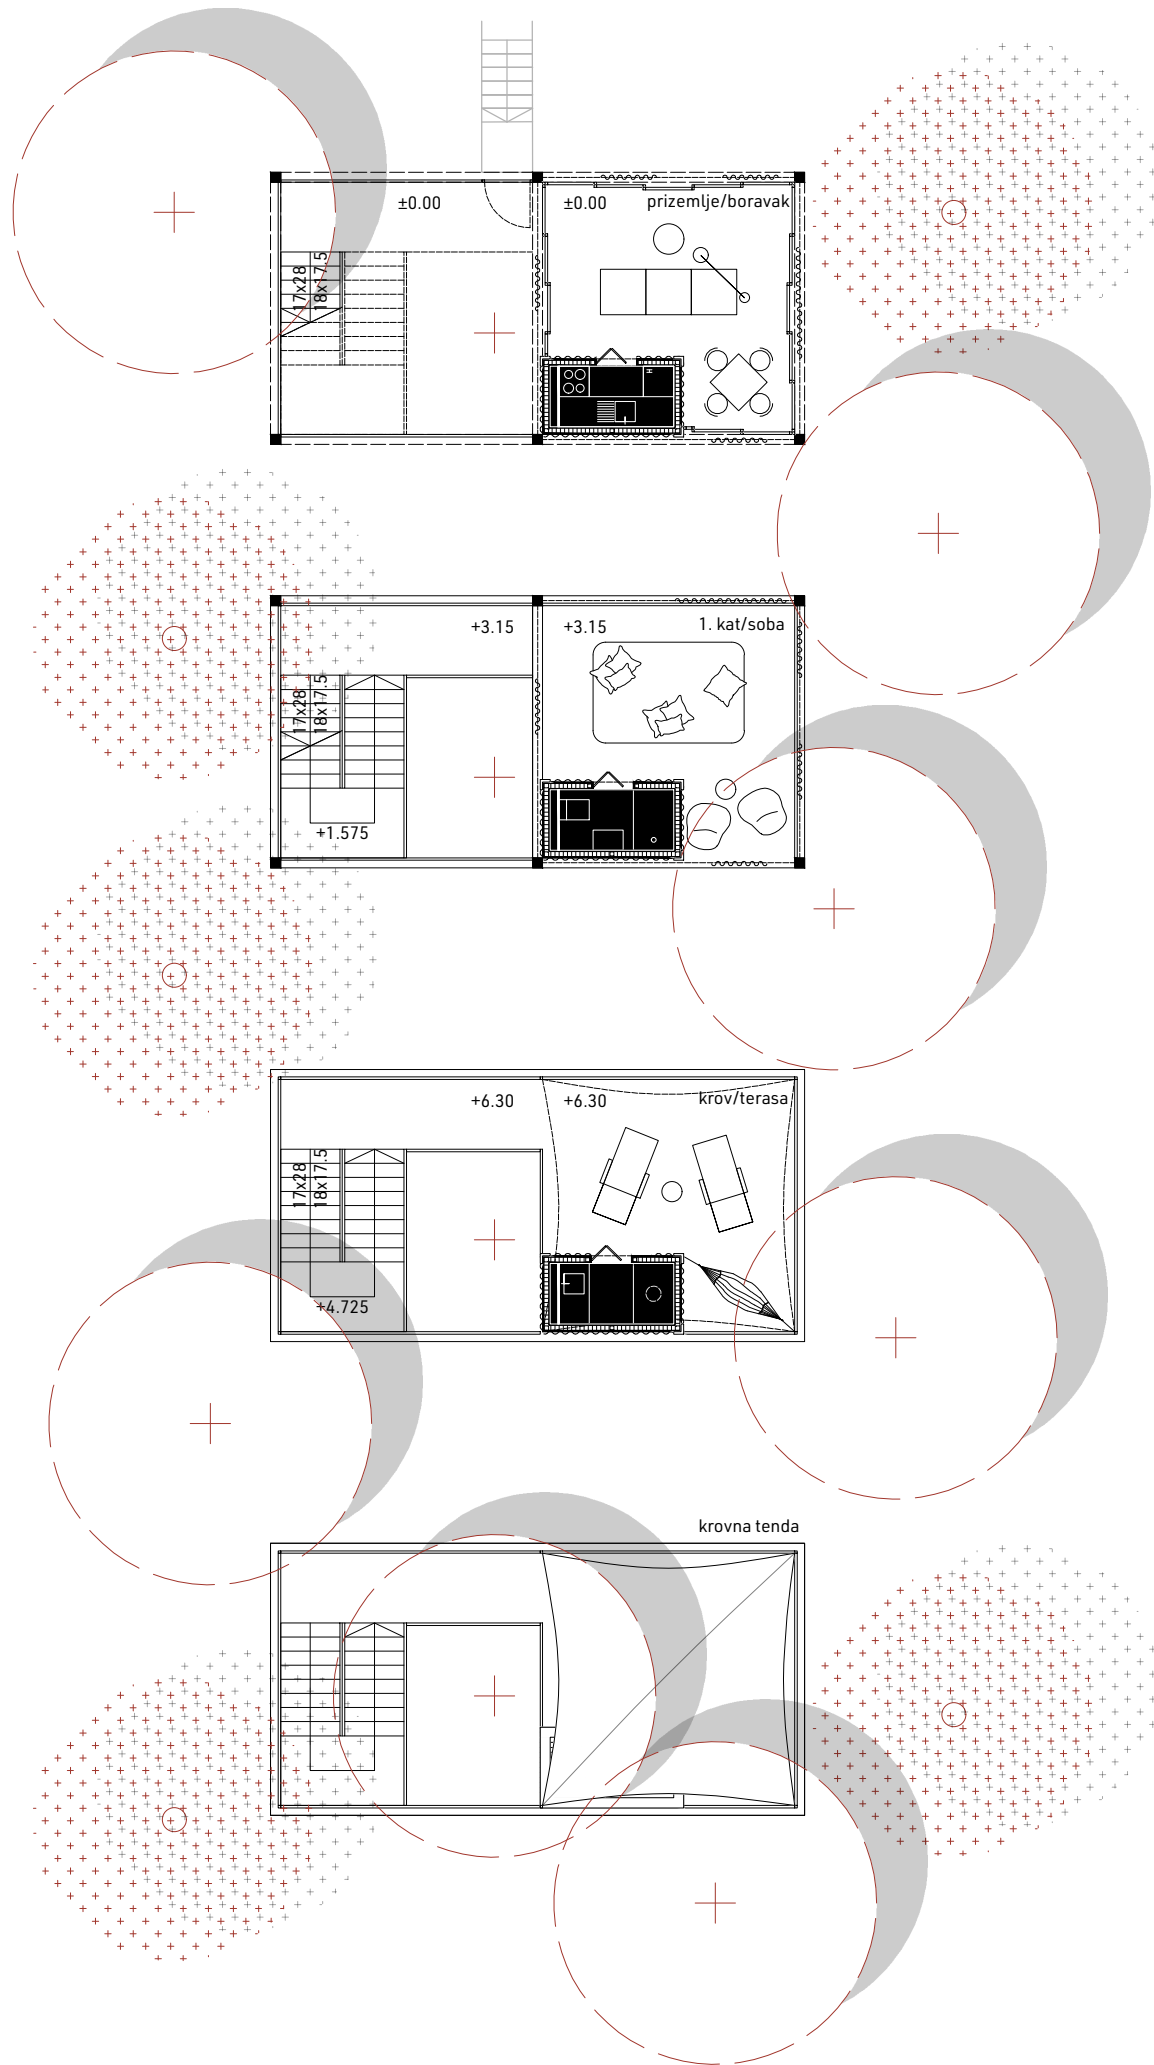 ±0.00
±0.00
prizemlje/boravak
17x28
18x17.5
+3.15
+3.15
1. kat/soba
17x28
18x17.5
+1.575
+6.30
+6.30
krov/terasa
17x28
18x17.5
+4.725
krovna tenda